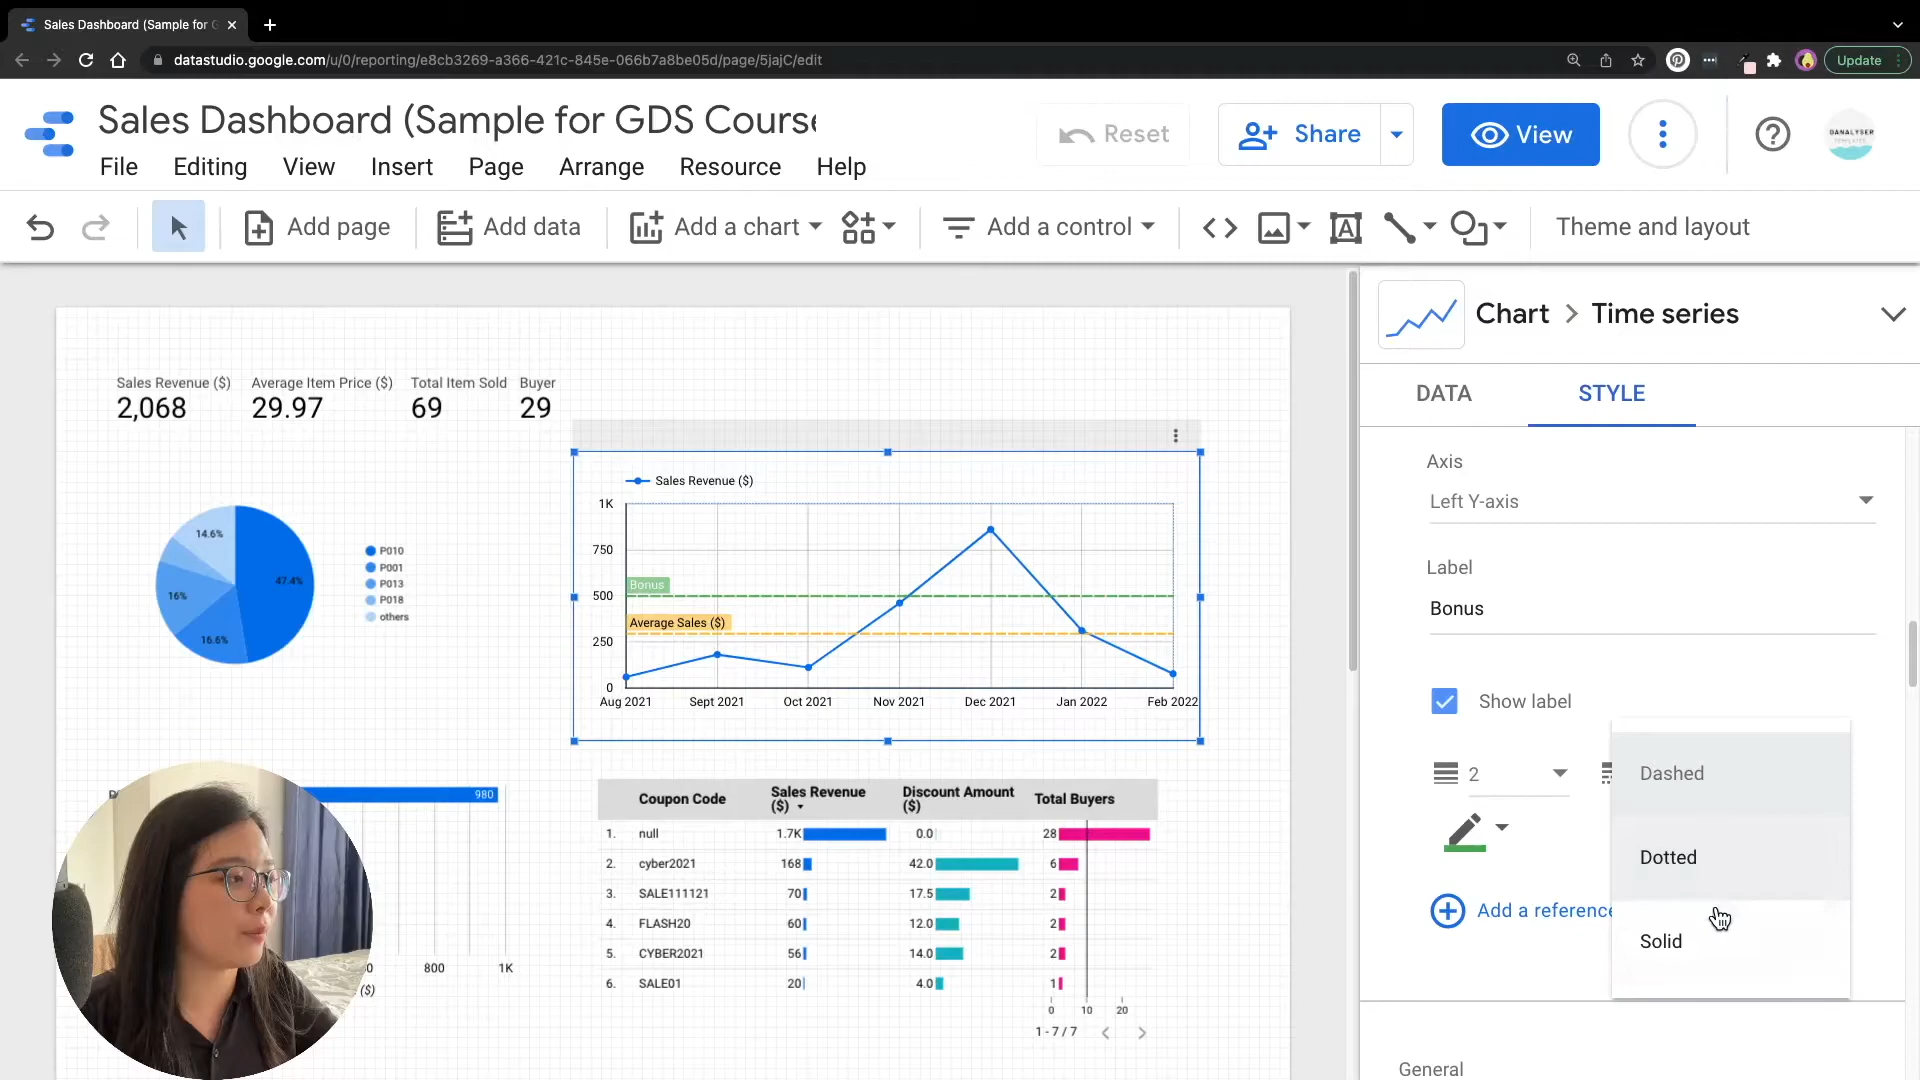 Sales Dashboard (Sample for G
datastudio.google.com/u/0/reporting/e8cb3269-a366-421c-845e-066b7a8be05d/page/5jajC/edit
Update
Sales Dashboard (Sample for GDS Course
Reset
Share
View
GANALYSER
TEMPLATES
File Editing View Insert Page Arrange Resource Help
Add page
Add data
Add a chart
Add a control
Theme and layout
Chart > Time series
DATA
STYLE
Sales Revenue ($) Average Item Price ($) Total Item Sold Buyer
2,068 29.97 69 29
Axis
Left Y-axis
Label
Bonus
Show label
2
Dashed
Dotted
Solid
Add a reference
General
14.6%
47.4%
16%
16.6%
P010
P001
P013
P018
others
Sales Revenue ($)
1K
750
Bonus
500
Average Sales ($)
250
0
Aug 2021 Sept 2021 Oct 2021 Nov 2021 Dec 2021 Jan 2022 Feb 2022
980
800 1K
($)
Coupon Code Sales Revenue ($) Discount Amount ($) Total Buyers
1. null 1.7K 0.0 28
2. cyber2021 168 42.0 6
3. SALE111121 70 17.5 2
4. FLASH20 60 12.0 2
5. CYBER2021 56 14.0 2
6. SALE01 20 4.0 1
0 10 20
1 - 7 / 7